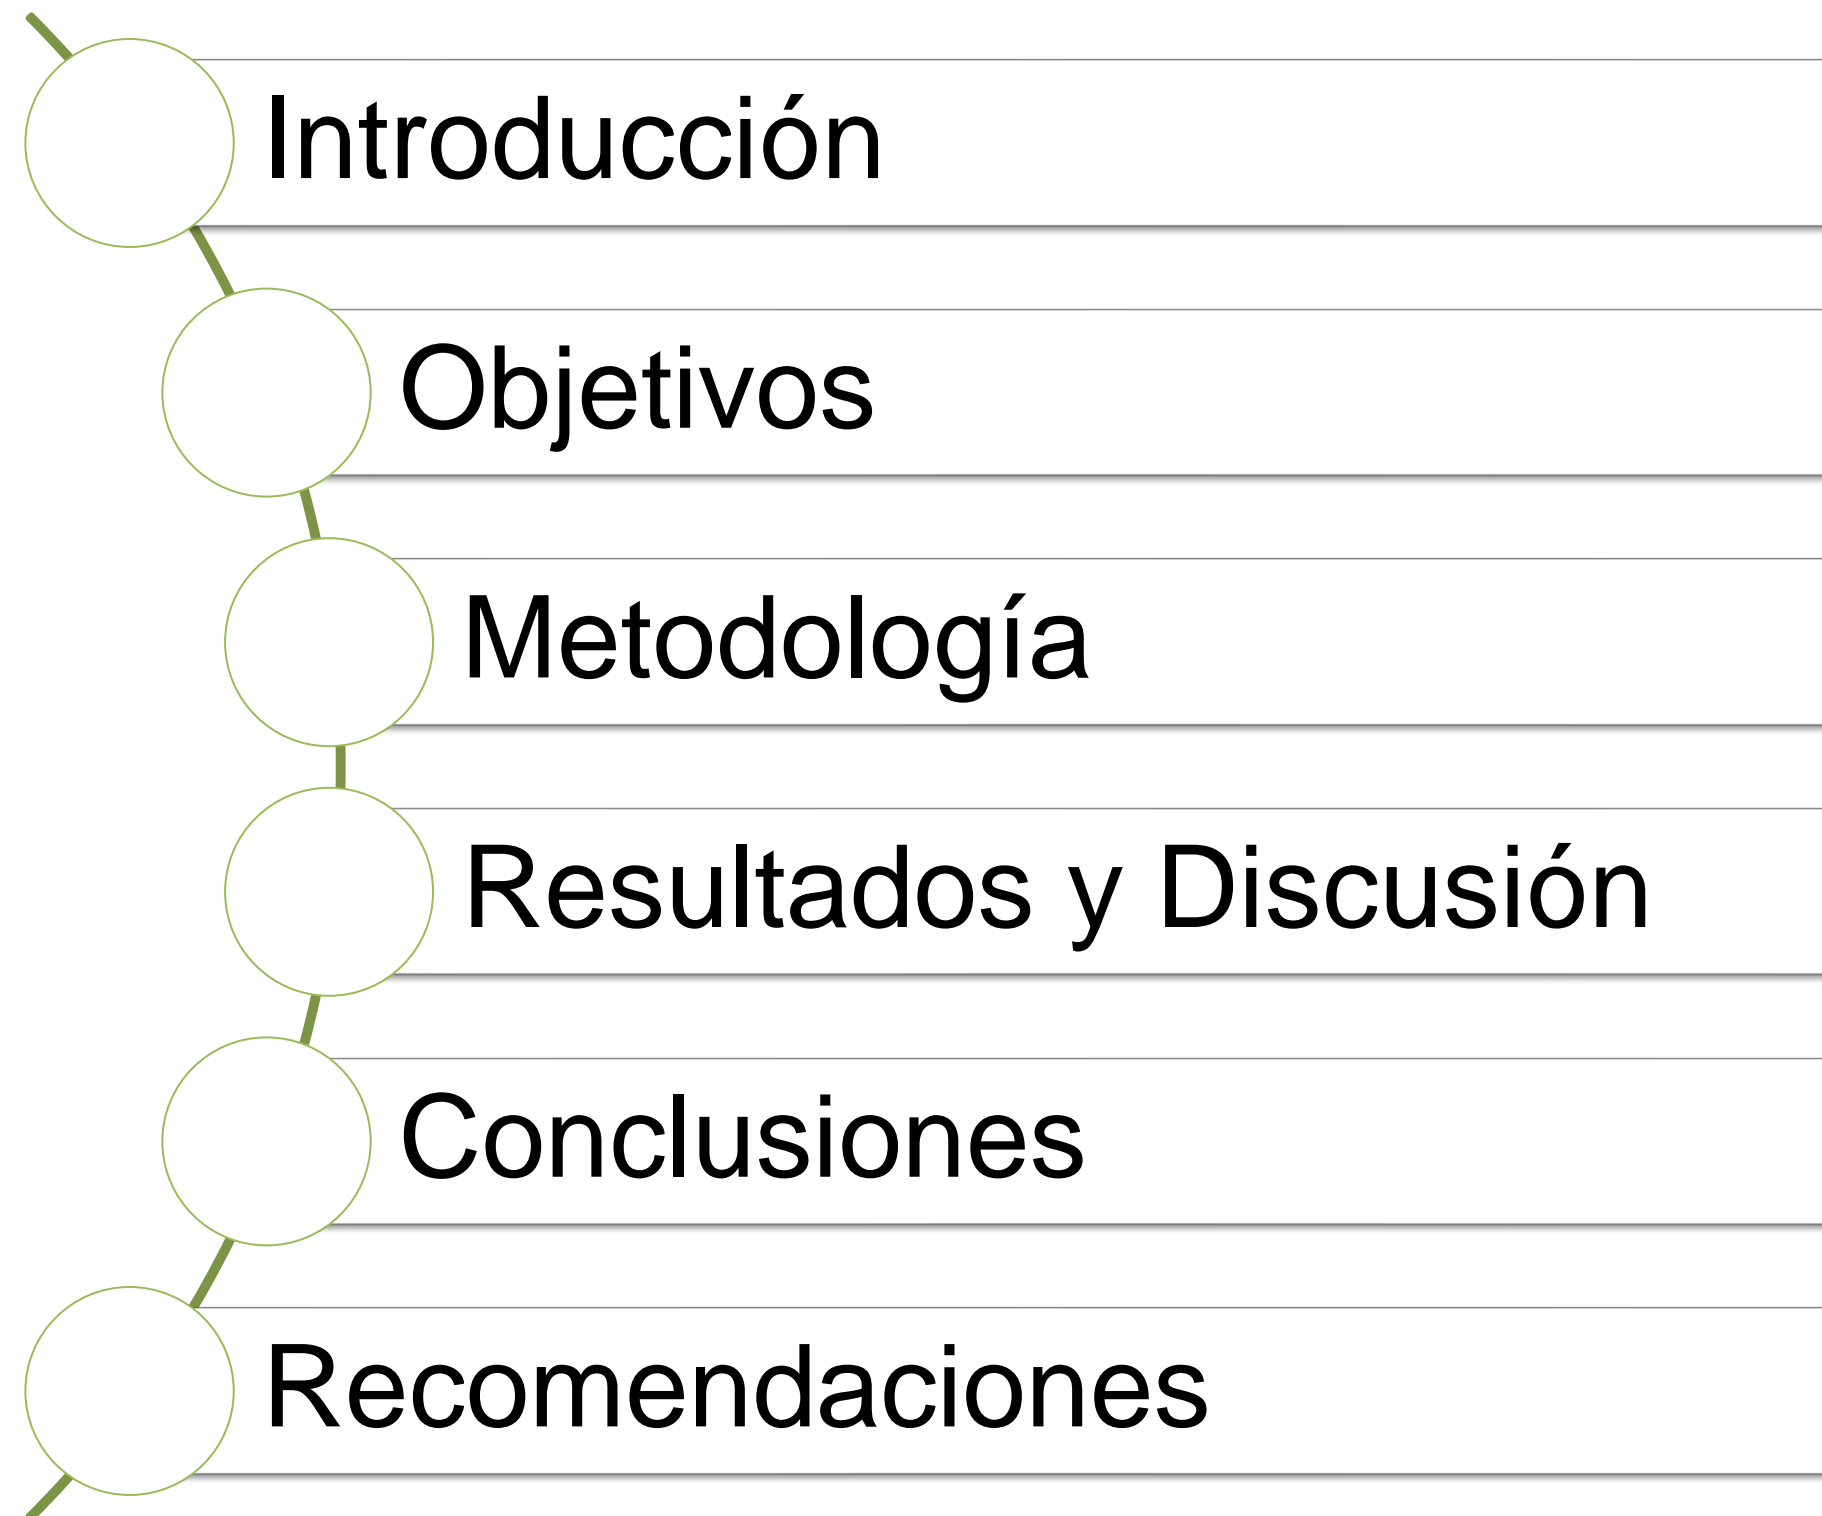 Introducción
Objetivos
Metodología
Resultados y Discusión
Conclusiones
Recomendaciones